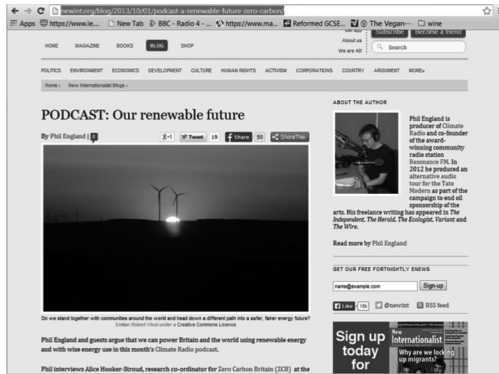 newint.org/blog/2013/10/01/podcast-a-renewable-future-zero-carbon/
Apps https://www.le... New Tab BBC - Radio 4 - ... https://www.ma... Reformed GCSE... The Vegan--- wine
HOME MAGAZINE BOOKS BLOG SHOP
About us
We are 40!
Subscribe Become a friend
Search
POLITICS ENVIRONMENT ECONOMICS DEVELOPMENT CULTURE HUMAN RIGHTS ACTIVISM CORPORATIONS COUNTRY ARGUMENT MORE»
Home › New Internationalist Blogs ›
PODCAST: Our renewable future
By Phil England | 0
g+1 Tweet 19 Share 50 ShareThis
Do we stand together with communities around the world and head down a different path into a safer, fairer energy future?
under a Creative Commons Licence
Phil England and guests argue that we can power Britain and the world using renewable energy
and with wise energy use in this month's Climate Radio podcast.
Phil interviews Alice Hooker-Stroud, research co-ordinator for Zero Carbon Britain (ZCB) at the
ABOUT THE AUTHOR
Phil England is
producer of Climate
Radio and co-founder
of the award-
winning community
radio station
Resonance FM. In
2012 he produced an
alternative audio
tour for the Tate
Modern as part of the
campaign to end oil
sponsorship of the
arts. His freelance writing has appeared in The
Independent, The Herald, The Ecologist, Variant and
The Wire.
Read more by Phil England
GET OUR FREE FORTNIGHTLY ENEWS
name@example.com Sign-up
Like @newint RSS feed
Sign up
today
for
New
Internationalist
Why are we locking
up migrants?